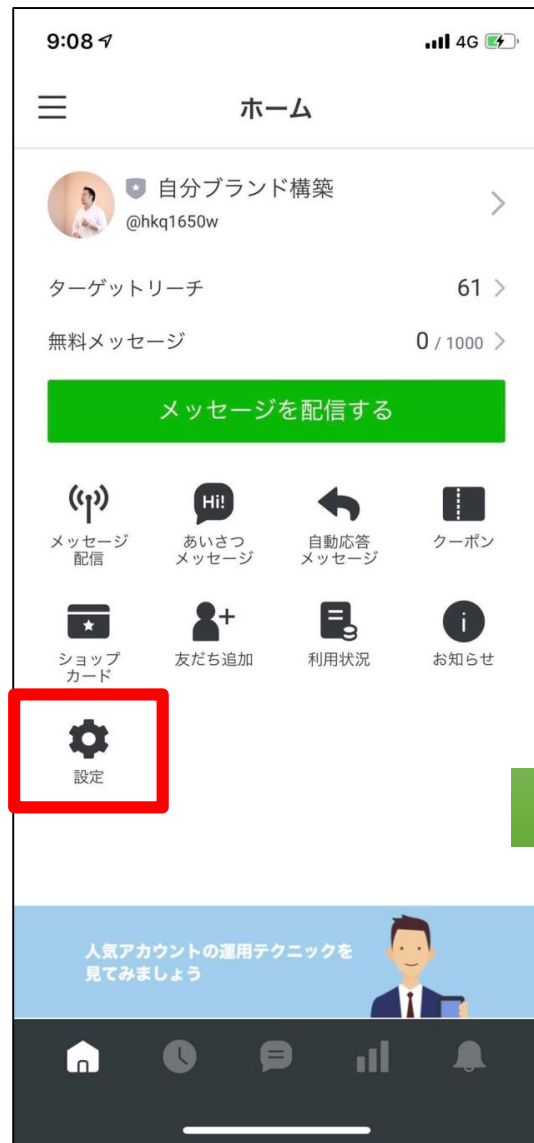 9:08
4G
ホーム
自分ブランド構築
@hkq1650w
ターゲットリーチ 61
無料メッセージ 0 / 1000
メッセージを配信する
Hi!
メッセージ
配信
あいさつ
メッセージ
自動応答
メッセージ
クーポン
ショップ
カード
友だち追加
利用状況
お知らせ
設定
人気アカウントの運用テクニックを
見てみましょう